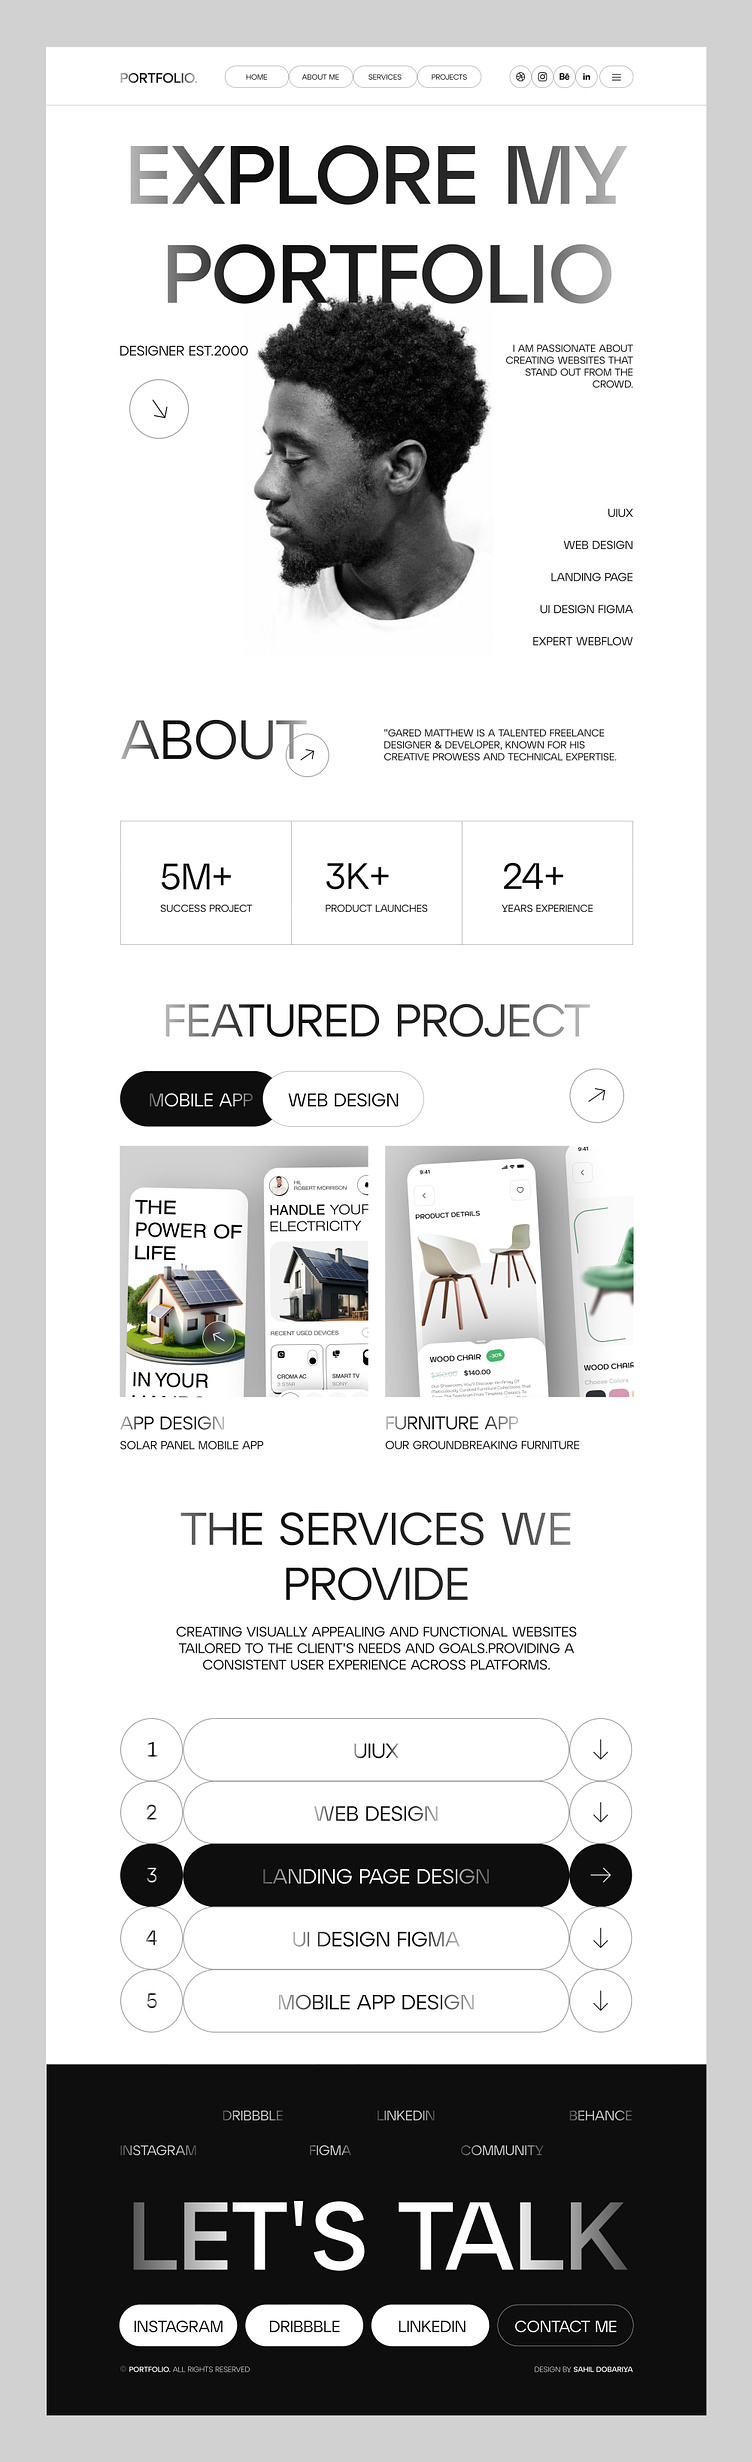 PORTFOLIO.
HOME
ABOUT ME
SERVICES
PROJECTS
Bē
in
EXPLORE MY
PORTFOLIO
DESIGNER EST.2000
I AM PASSIONATE ABOUT
CREATING WEBSITES THAT
STAND OUT FROM THE
CROWD.
UIUX
WEB DESIGN
LANDING PAGE
UI DESIGN FIGMA
EXPERT WEBFLOW
ABOUT
"GARED MATTHEW IS A TALENTED FREELANCE
DESIGNER & DEVELOPER, KNOWN FOR HIS
CREATIVE PROWESS AND TECHNICAL EXPERTISE.
5M+
SUCCESS PROJECT
3K+
PRODUCT LAUNCHES
24+
YEARS EXPERIENCE
FEATURED PROJECT
MOBILE APP
WEB DESIGN
THE
POWER OF
LIFE
IN YOUR
HI,
ROBERT MORRISON
HANDLE YOUR
ELECTRICITY
RECENT USED DEVICES
CROMA AC
3 STAR
SMART TV
SONY
9:41
PRODUCT DETAILS
WOOD CHAIR
-30%
$140.00
9:41
WOOD CHAIR
Choose Colors
APP DESIGN
SOLAR PANEL MOBILE APP
FURNITURE APP
OUR GROUNDBREAKING FURNITURE
THE SERVICES WE
PROVIDE
CREATING VISUALLY APPEALING AND FUNCTIONAL WEBSITES
TAILORED TO THE CLIENT'S NEEDS AND GOALS.PROVIDING A
CONSISTENT USER EXPERIENCE ACROSS PLATFORMS.
1
UIUX
2
WEB DESIGN
3
LANDING PAGE DESIGN
4
UI DESIGN FIGMA
5
MOBILE APP DESIGN
DRIBBBLE
LINKEDIN
BEHANCE
INSTAGRAM
FIGMA
COMMUNITY
LET'S TALK
INSTAGRAM
DRIBBBLE
LINKEDIN
CONTACT ME
© PORTFOLIO. ALL RIGHTS RESERVED
DESIGN BY SAHIL DOBARIYA